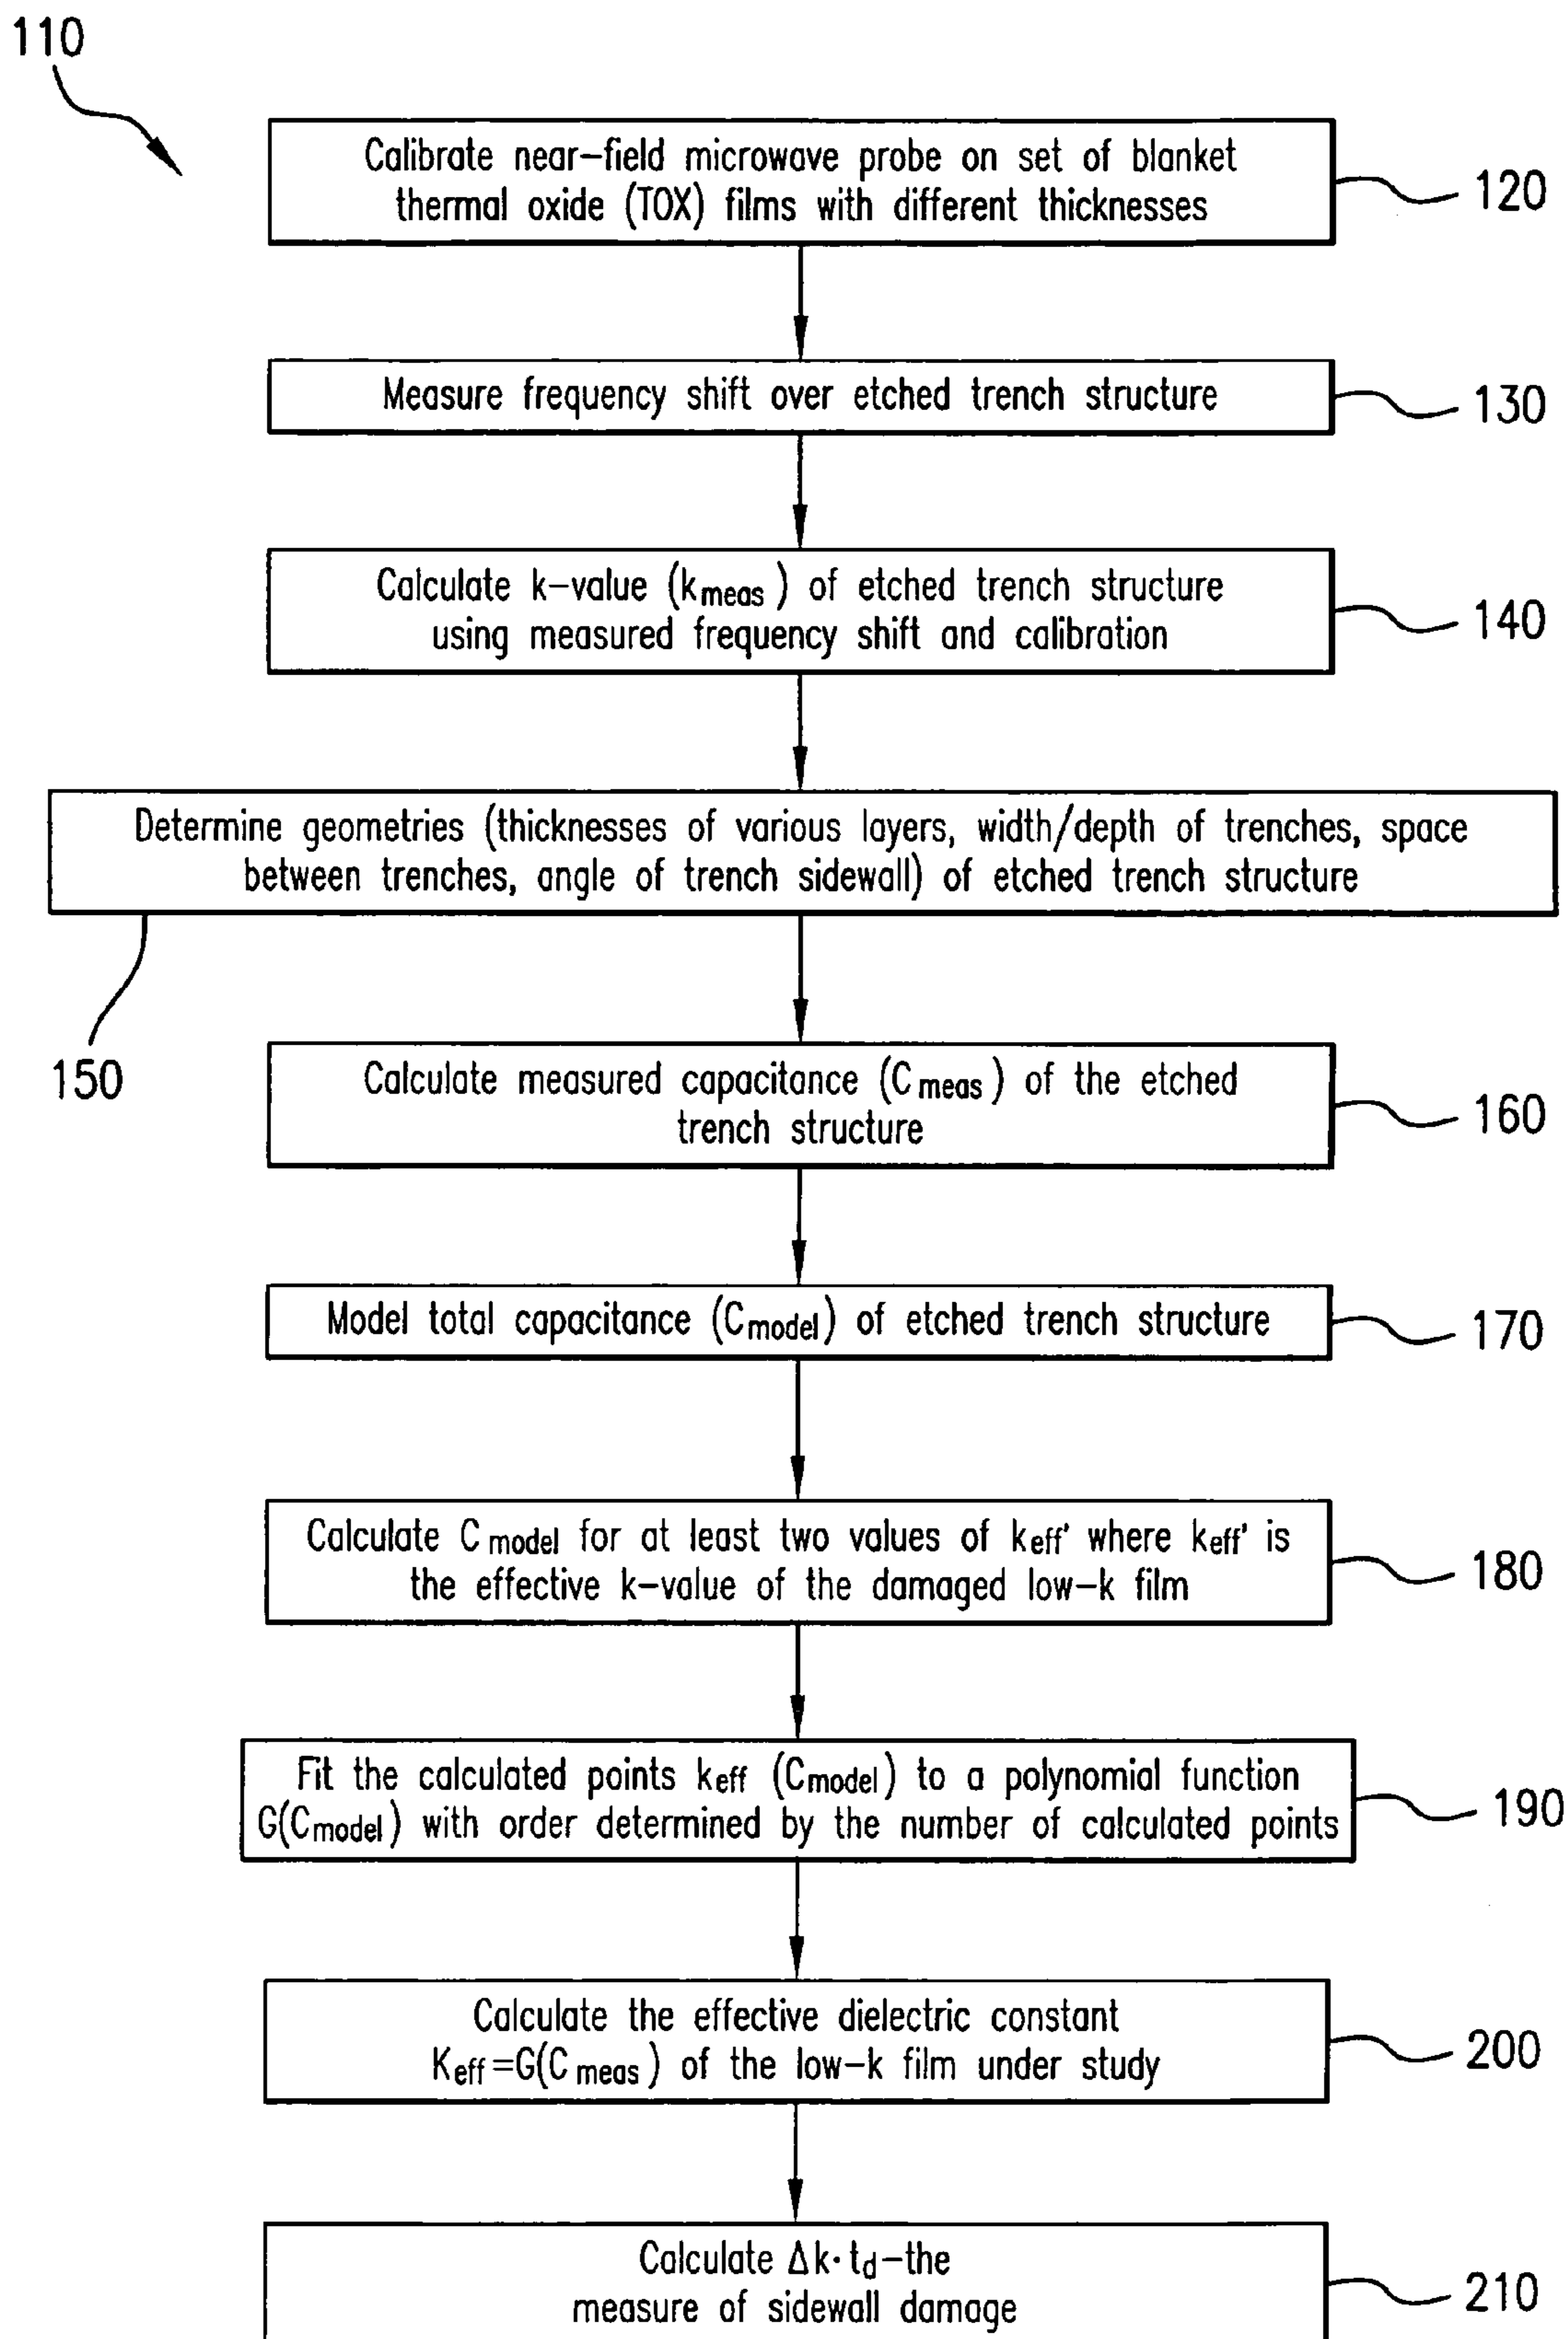 110
Calibrate near-field microwave probe on set of blanket
thermal oxide (TOX) films with different thicknesses
120
Measure frequency shift over etched trench structure
130
Calculate k-value (kmeas) of etched trench structure
using measured frequency shift and calibration
140
Determine geometries (thicknesses of various layers, width/depth of trenches, space
between trenches, angle of trench sidewall) of etched trench structure
150
Calculate measured capacitance (Cmeas) of the etched
trench structure
160
Model total capacitance (Cmodel) of etched trench structure
170
Calculate Cmodel for at least two values of keff' where keff' is
the effective k-value of the damaged low-k film
180
Fit the calculated points keff (Cmodel) to a polynomial function
G(Cmodel) with order determined by the number of calculated points
190
Calculate the effective dielectric constant
Keff=G(Cmeas) of the low-k film under study
200
Calculate Δk·td-the
measure of sidewall damage
210